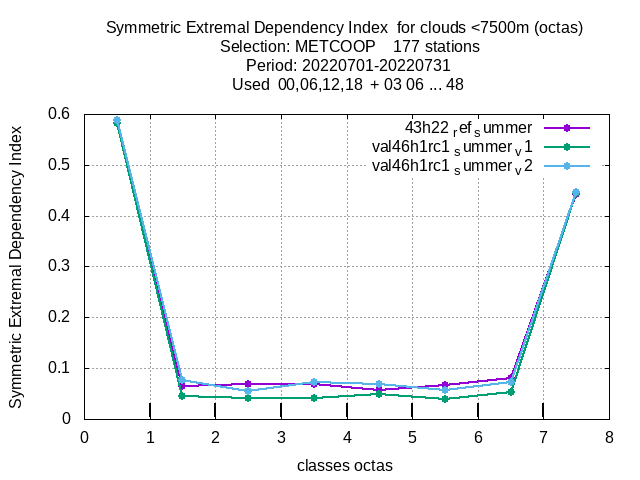 Symmetric Extremal Dependency Index  for clouds <7500m (octas)
Selection: METCOOP    177 stations
Period: 20220701-20220731
Used  00,06,12,18  + 03 06 ... 48
Symmetric Extremal Dependency Index
0.6
0.5
0.4
0.3
0.2
0.1
0
43h22 ref summer
val46h1rc1 summer v1
val46h1rc1 summer v2
0 1 2 3 4 5 6 7 8
classes octas